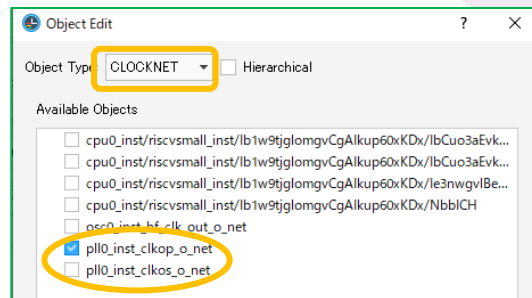 Object Edit
Object Type: CLOCKNET Hierarchical
Available Objects
cpu0_inst/riscvsmall_inst/lb1w9tjglomgvCgAlkup60xKDx/lbCuo3aEvk...
cpu0_inst/riscvsmall_inst/lb1w9tjglomgvCgAlkup60xKDx/lbCuo3aEvk...
cpu0_inst/riscvsmall_inst/lb1w9tjglomgvCgAlkup60xKDx/le3nwgvlBe...
cpu0_inst/riscvsmall_inst/lb1w9tjglomgvCgAlkup60xKDx/NbblCH
osc0_inst_hf_clk_out_o_net
pll0_inst_clkop_o_net
pll0_inst_clkos_o_net